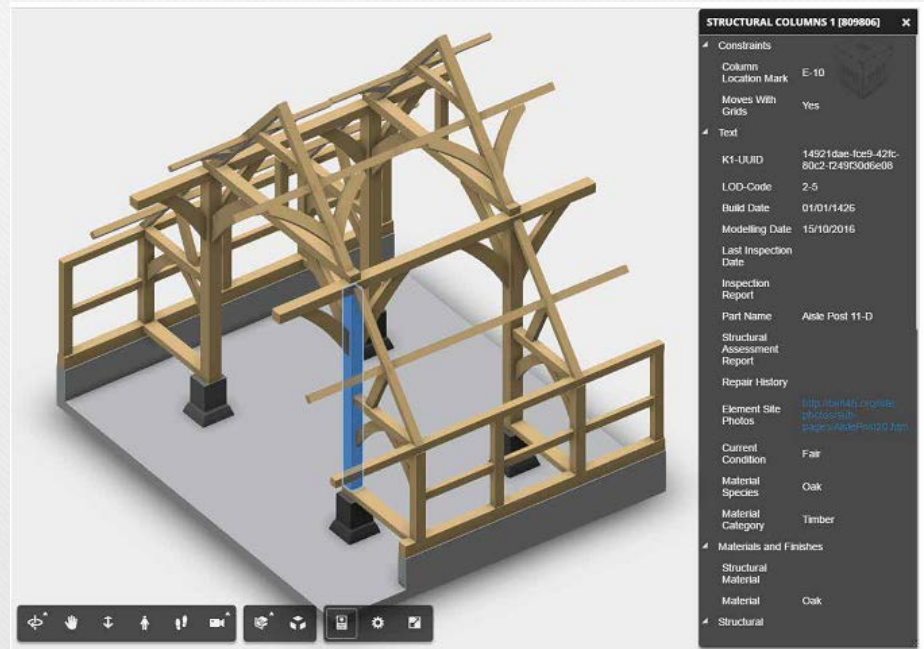 STRUCTURAL COLUMNS 1 [809806]
Constraints
Column
Location Mark E-10
Moves With
Grids Yes
Text
K1-UUID 14921dae-fce9-42fc-
80c2-f249f30d6e08
LOD-Code 2-5
Build Date 01/01/1426
Modelling Date 15/10/2016
Last Inspection
Date
Inspection
Report
Part Name Aisle Post 11-D
Structural
Assessment
Report
Repair History
Element Site
Photos
Current
Condition Fair
Material
Species Oak
Material
Category Timber
Materials and Finishes
Structural
Material
Material Oak
Structural